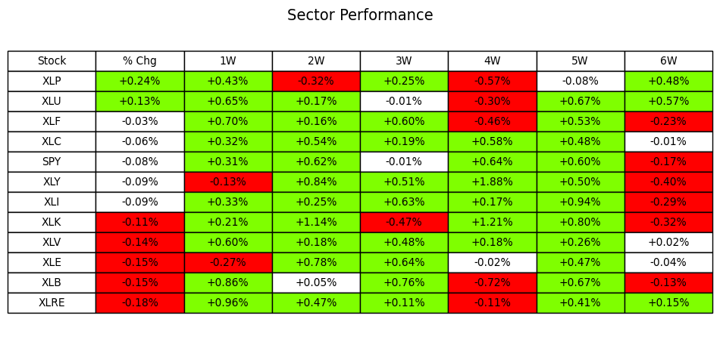 Sector Performance
Stock % Chg 1W 2W 3W 4W 5W 6W
XLP +0.24% +0.43% -0.32% +0.25% -0.57% -0.08% +0.48%
XLU +0.13% +0.65% +0.17% -0.01% -0.30% +0.67% +0.57%
XLF -0.03% +0.70% +0.16% +0.60% -0.46% +0.53% -0.23%
XLC -0.06% +0.32% +0.54% +0.19% +0.58% +0.48% -0.01%
SPY -0.08% +0.31% +0.62% -0.01% +0.64% +0.60% -0.17%
XLY -0.09% -0.13% +0.84% +0.51% +1.88% +0.50% -0.40%
XLI -0.09% +0.33% +0.25% +0.63% +0.17% +0.94% -0.29%
XLK -0.11% +0.21% +1.14% -0.47% +1.21% +0.80% -0.32%
XLV -0.14% +0.60% +0.18% +0.48% +0.18% +0.26% +0.02%
XLE -0.15% -0.27% +0.78% +0.64% -0.02% +0.47% -0.04%
XLB -0.15% +0.86% +0.05% +0.76% -0.72% +0.67% -0.13%
XLRE -0.18% +0.96% +0.47% +0.11% -0.11% +0.41% +0.15%